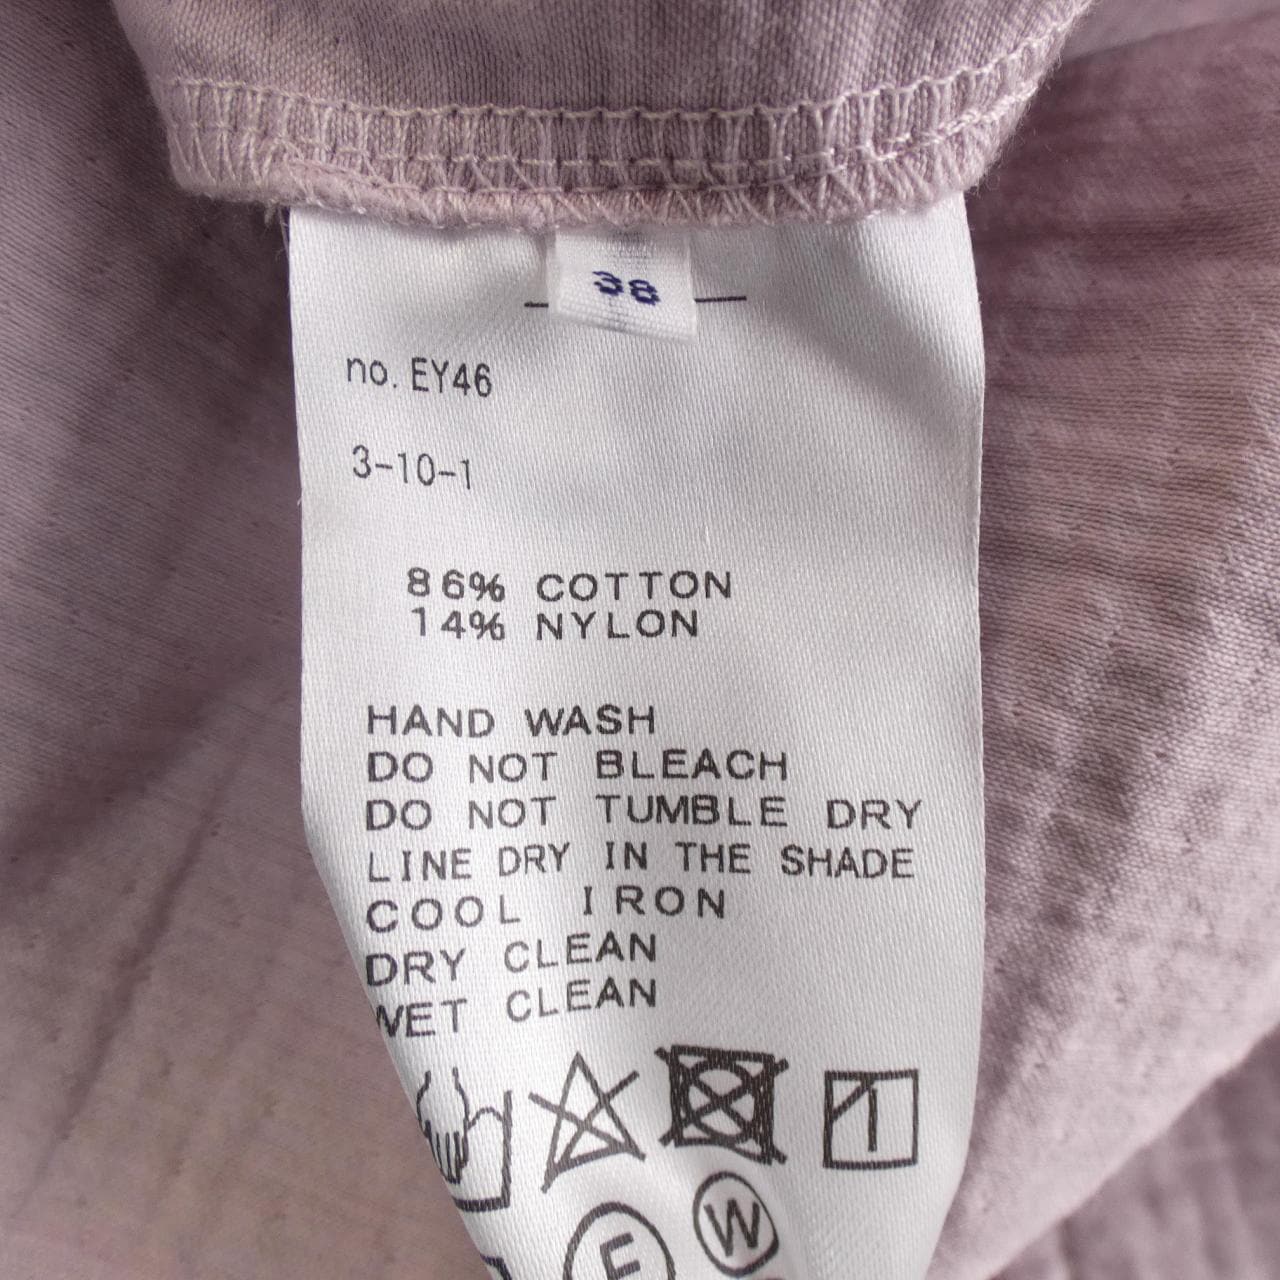 38
no. EY46
3-10-1
86% COTTON
14% NYLON
HAND WASH
DO NOT BLEACH
DO NOT TUMBLE DRY
LINE DRY IN THE SHADE
COOL IRON
DRY CLEAN
WET CLEAN
W
F